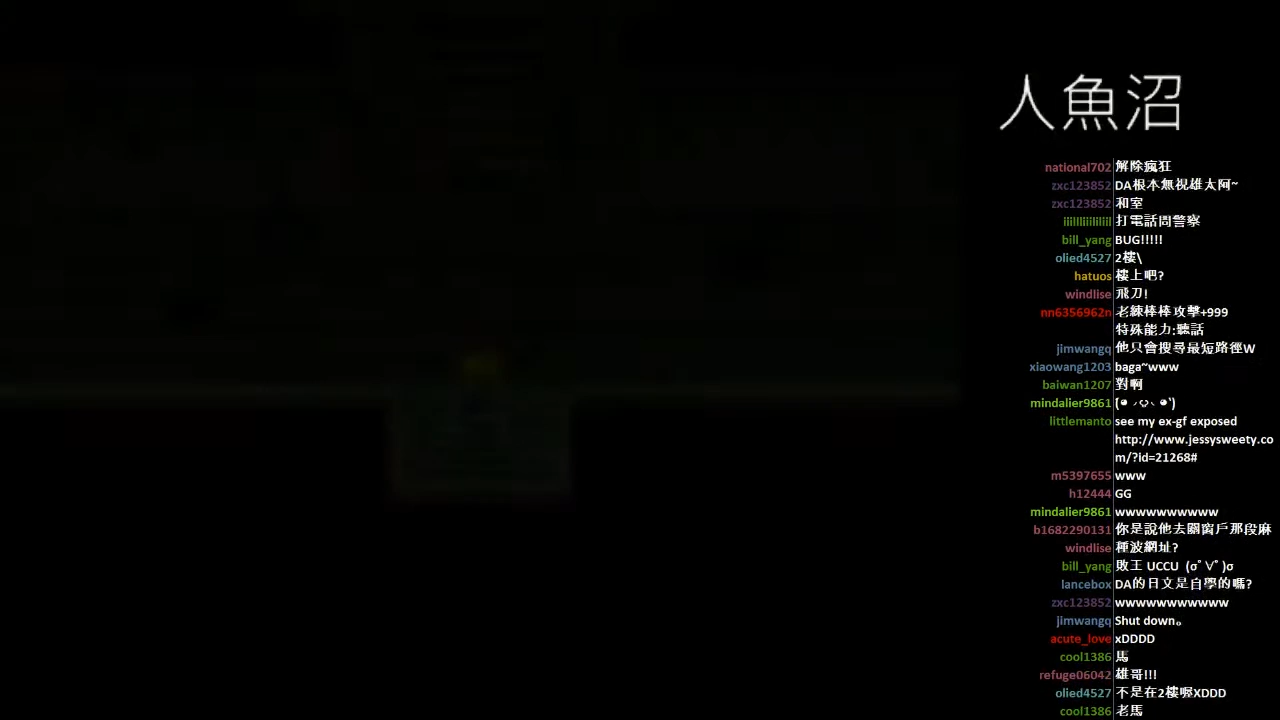 人魚沼
national702 解除瘋狂
zxc123852 DA根本無視雄太阿~
zxc123852 和室
iiillliiiiliiill 打電話問警察
bill_yang BUG!!!!!
olied4527 2樓\
hatuos 樓上吧?
windlise 飛刀!
nn6356962n 老練棒棒攻擊+999
特殊能力:聽話
jimwangq 他只會搜尋最短路徑W
xiaowang1203 baga~www
baiwan1207 對啊
mindalier9861 (●´ω`●)
littlemanto see my ex-gf exposed
http://www.jessysweety.co
m/?id=21268#
m5397655 www
h12444 GG
mindalier9861 wwwwwwwwww
b1682290131 你是說他去關窗戶那段麻
windlise 種波網址?
bill_yang 敗王 UCCU (σﾟ∀ﾟ)σ
lancebox DA的日文是自學的嗎?
zxc123852 wwwwwwwwwww
jimwangq Shut down。
acute_love xDDDD
cool1386 馬
refuge06042 雄哥!!!
olied4527 不是在2樓喔XDDD
cool1386 老馬